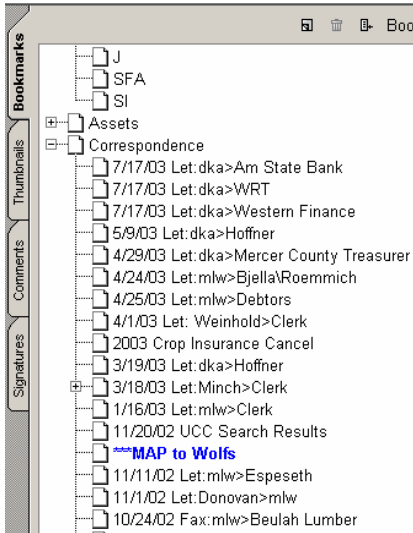 Boo
Bookmarks
Thumbnails
Comments
Signatures
J
SFA
SI
Assets
Correspondence
7/17/03 Let:dka>Am State Bank
7/17/03 Let:dka>WRT
7/17/03 Let:dka>Western Finance
5/9/03 Let:dka>Hoffner
4/29/03 Let:dka>Mercer County Treasurer
4/24/03 Let:mlw>Bjella\Roemmich
4/25/03 Let:mlw>Debtors
4/1/03 Let: Weinhold>Clerk
2003 Crop Insurance Cancel
3/19/03 Let:dka>Hoffner
3/18/03 Let:Minch>Clerk
1/16/03 Let:mlw>Clerk
11/20/02 UCC Search Results
***MAP to Wolfs
11/11/02 Let:mlw>Espeseth
11/1/02 Let:Donovan>mlw
10/24/02 Fax:mlw>Beulah Lumber